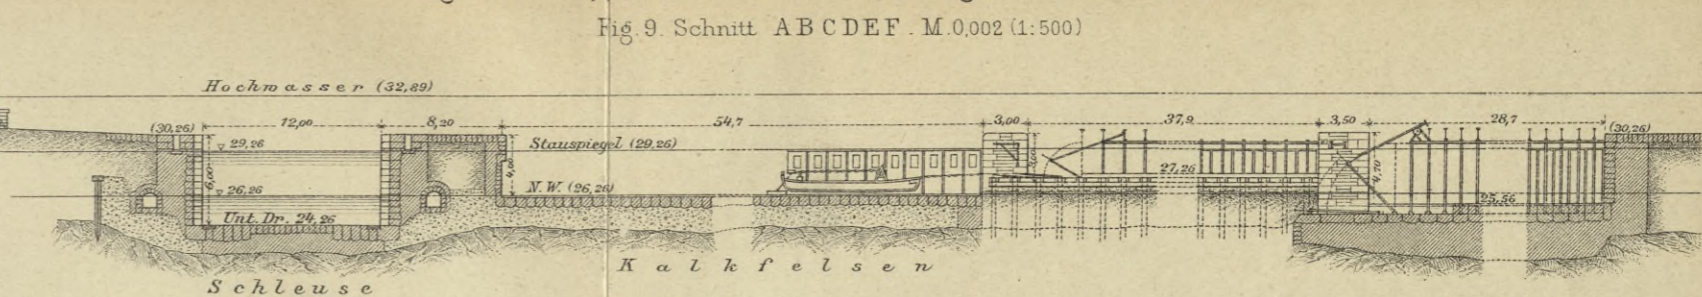 Fig. 9. Schnitt A B C D E F . M.0,002 (1:500)
Hochwasser (32,89)
(30,26) 12,00 8,20 54,7 3,00 37,9 3,50 28,7 (30,26)
29,26 Stauspiegel (29,26)
6,00 4,00 4,70
27,26
26,26 N.W. (26,26)
25,56
Unt. Dr. 24,26
Kalkfelsen
Schleuse